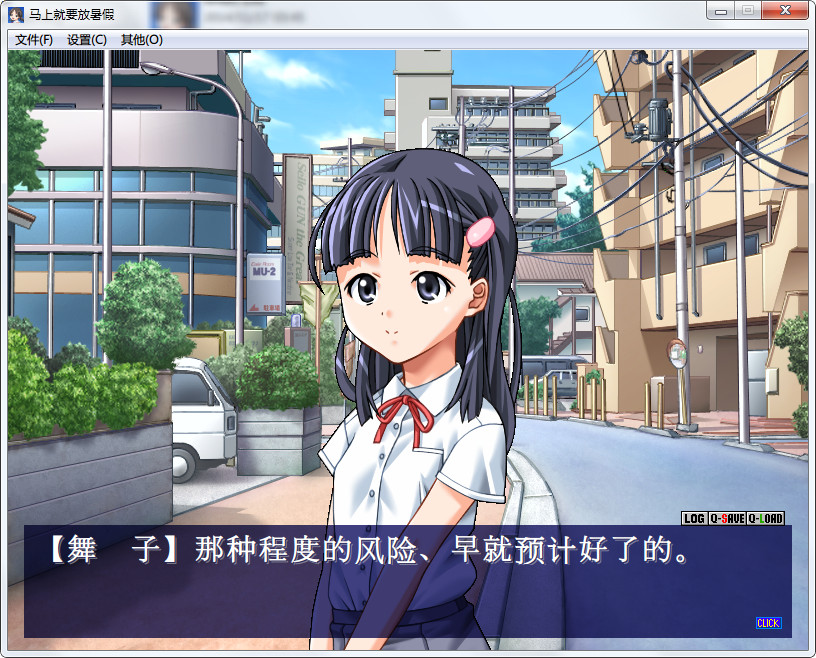 马上就要放暑假
文件(F) 设置(C) 其他(O)
MU-2
LOG Q-SAVE Q-LOAD
【舞　子】那种程度的风险、早就预计好了的。
CLICK